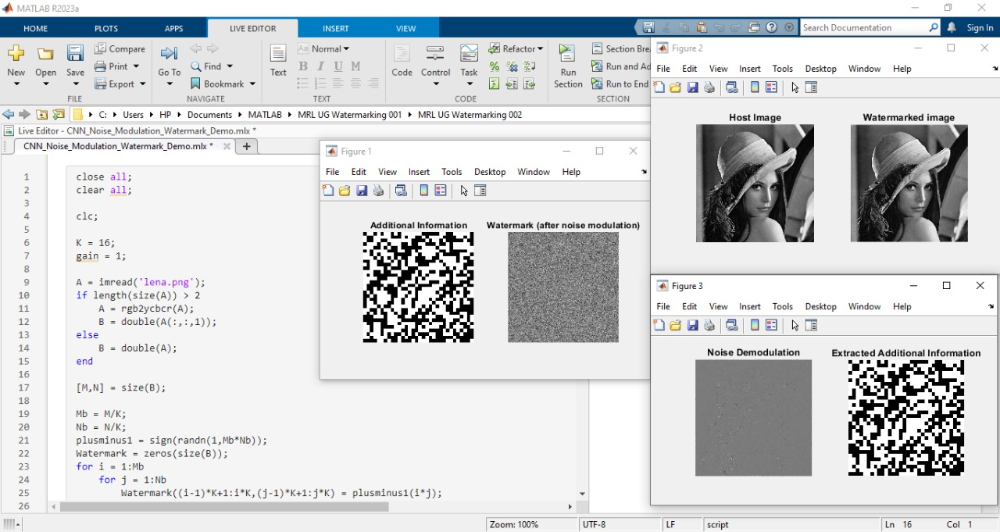 MATLAB R2023a
HOME PLOTS APPS LIVE EDITOR INSERT VIEW
Search Documentation
Sign In
New Open Save
Compare
Print
Export
FILE
Go To
Find
Bookmark
NAVIGATE
Text
Aa Normal
B I U M
TEXT
Code Control Task
Refactor
CODE
Run Section
Section Bre
Run and Ad
Run to End
SECTION
C: Users HP Documents MATLAB MRL UG Watermarking 001 MRL UG Watermarking 002
Live Editor - CNN_Noise_Modulation_Watermark_Demo.mlx *
CNN_Noise_Modulation_Watermark_Demo.mlx *
1 close all;
2 clear all;
3
4 clc;
5
6 K = 16;
7 gain = 1;
8
9 A = imread('lena.png');
10 if length(size(A)) > 2
11 A = rgb2ycbcr(A);
12 B = double(A(:,:,1));
13 else
14 B = double(A);
15 end
16
17 [M,N] = size(B);
18
19 Mb = M/K;
20 Nb = N/K;
21 plusminus1 = sign(randn(1,Mb*Nb));
22 Watermark = zeros(size(B));
23 for i = 1:Mb
24 for j = 1:Nb
25 Watermark((i-1)*K+1:i*K,(j-1)*K+1:j*K) = plusminus1(i*j);
26
Figure 1
File Edit View Insert Tools Desktop Window Help
Additional Information Watermark (after noise modulation)
Figure 2
File Edit View Insert Tools Desktop Window Help
Host Image Watermarked image
Figure 3
File Edit View Insert Tools Desktop Window Help
Noise Demodulation Extracted Additional Information
Zoom: 100% UTF-8 LF script Ln 16 Col 1